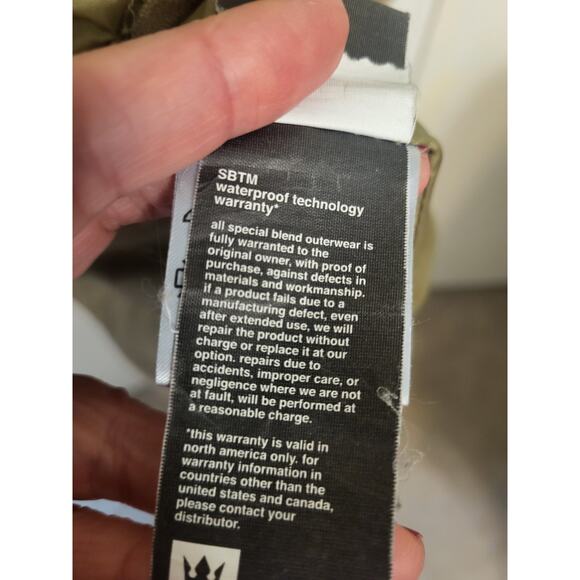 SBTM
waterproof technology
warranty*
all special blend outerwear is
fully warranted to the
original owner, with proof of
purchase, against defects in
materials and workmanship.
if a product fails due to a
manufacturing defect, even
after extended use, we will
repair the product without
charge or replace it at our
option. repairs due to
accidents, improper care, or
negligence where we are not
at fault, will be performed at
a reasonable charge.
*this warranty is valid in
north america only. for
warranty information in
countries other than the
united states and canada,
please contact your
distributor.